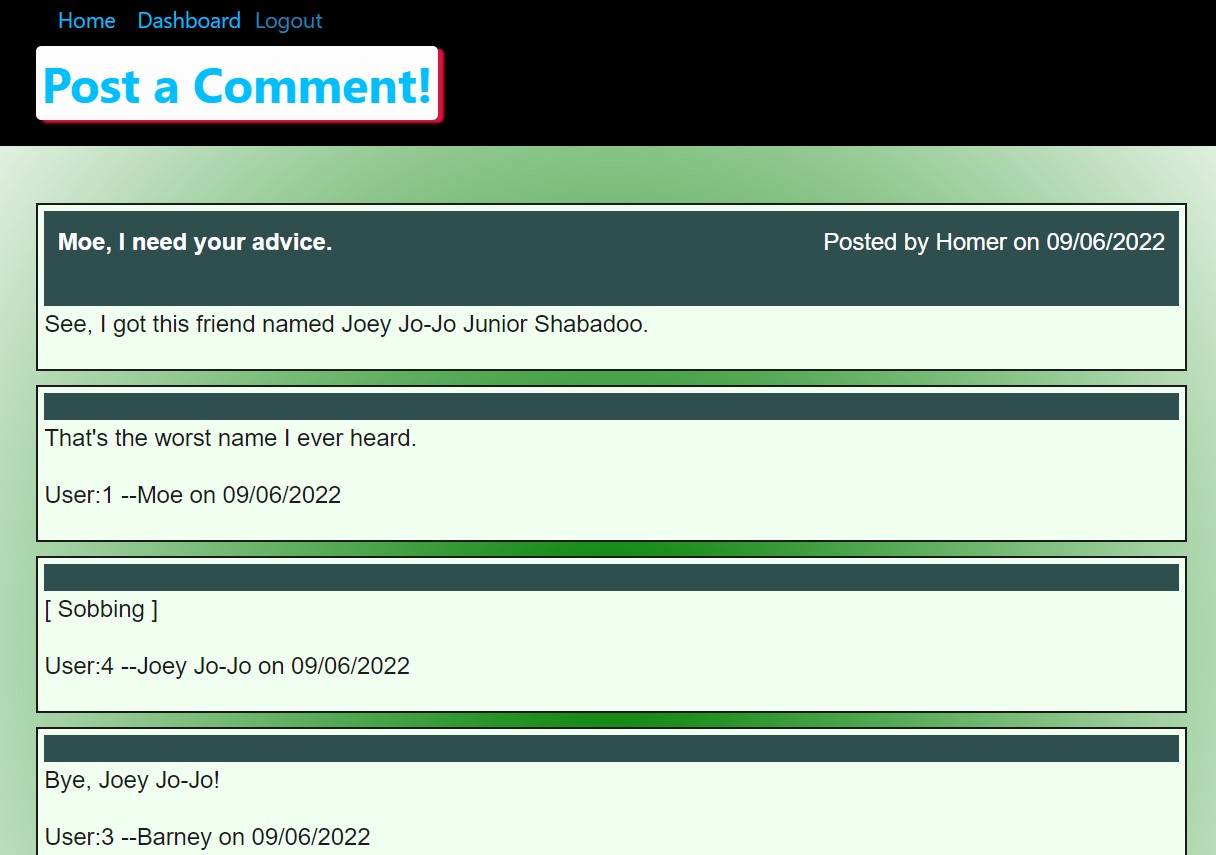 Home Dashboard Logout
Post a Comment!
Moe, I need your advice. Posted by Homer on 09/06/2022
See, I got this friend named Joey Jo-Jo Junior Shabadoo.
That's the worst name I ever heard.
User:1 --Moe on 09/06/2022
[ Sobbing ]
User:4 --Joey Jo-Jo on 09/06/2022
Bye, Joey Jo-Jo!
User:3 --Barney on 09/06/2022